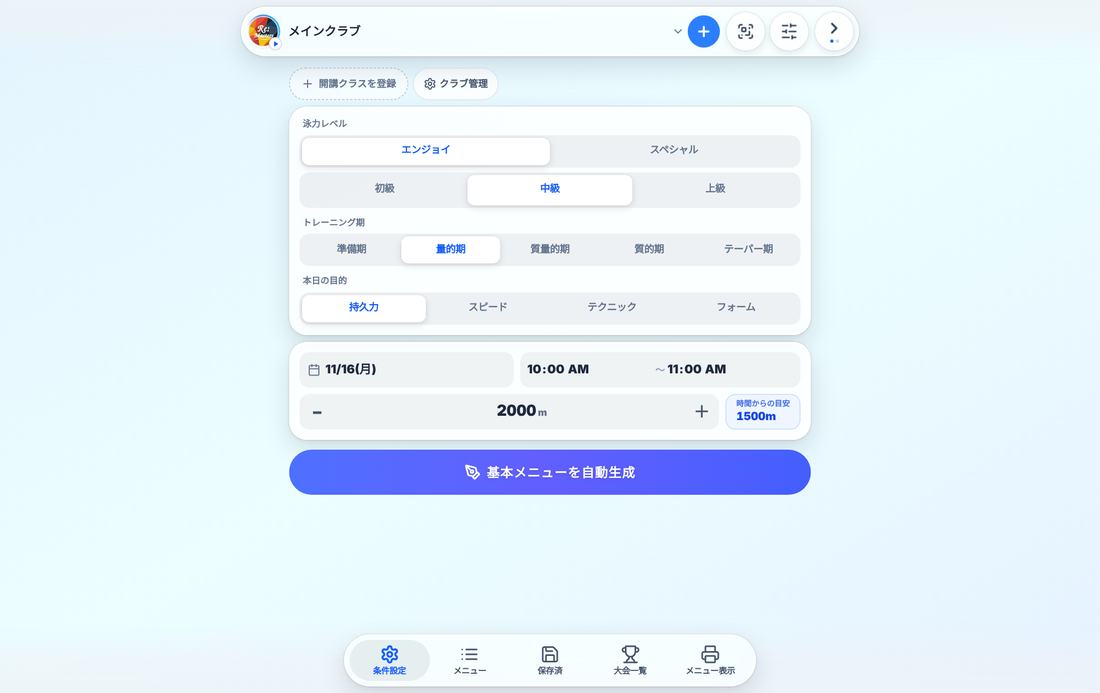 メインクラブ
開講クラスを登録
クラブ管理
泳力レベル
エンジョイ
スペシャル
初級
中級
上級
トレーニング期
準備期
量的期
質量的期
質的期
テーパー期
本日の目的
持久力
スピード
テクニック
フォーム
11/16(月)
10:00 AM
〜11:00 AM
2000m
時間からの目安
1500m
基本メニューを自動生成
条件設定
メニュー
保存済
大会一覧
メニュー表示